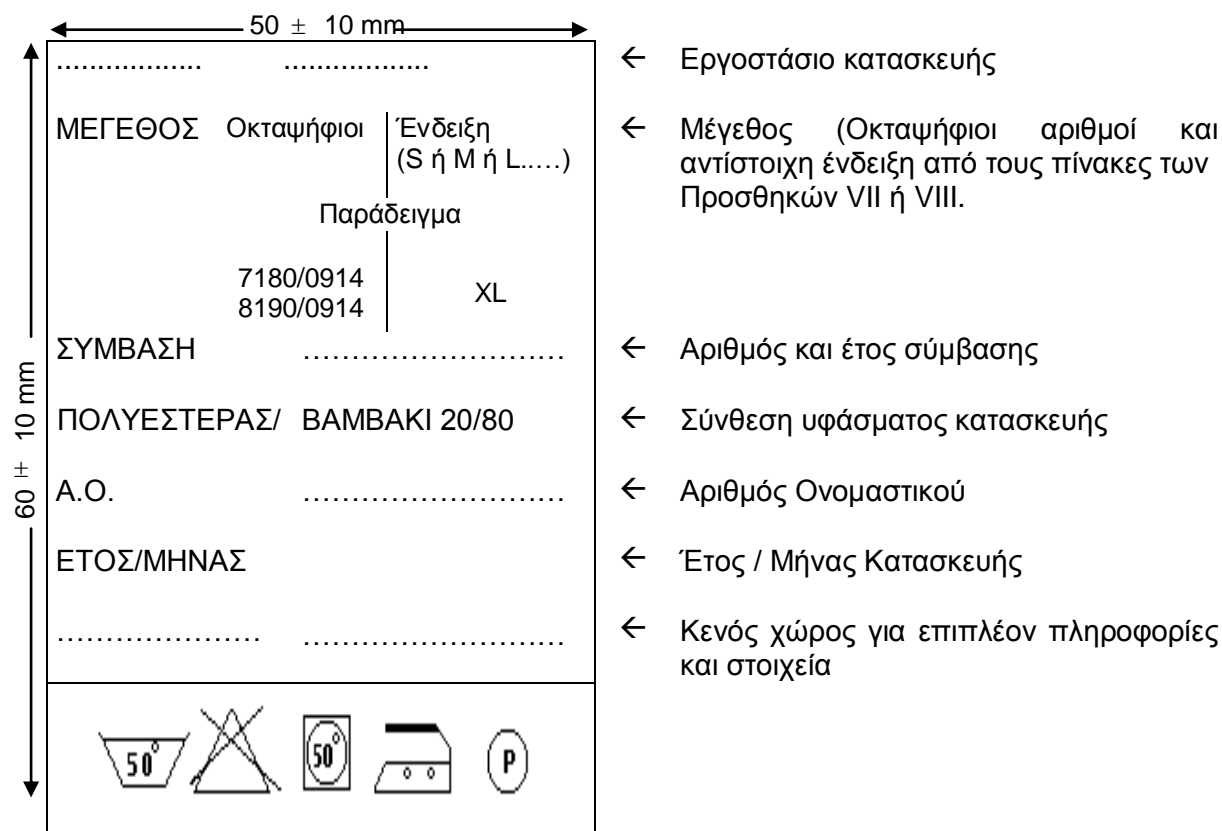 50 ± 10 mm
.................. ..................
← Εργοστάσιο κατασκευής
ΜΕΓΕΘΟΣ Οκταψήφιοι Ένδειξη
(S ή M ή L.….)
← Μέγεθος (Οκταψήφιοι αριθμοί και
αντίστοιχη ένδειξη από τους πίνακες των
Προσθηκών VII ή VIII.
Παράδειγμα
7180/0914
8190/0914
XL
ΣΥΜΒΑΣΗ ………………………
← Αριθμός και έτος σύμβασης
60 ± 10 mm
ΠΟΛΥΕΣΤΕΡΑΣ/ ΒΑΜΒΑΚΙ 20/80
← Σύνθεση υφάσματος κατασκευής
Α.Ο. ………………………
← Αριθμός Ονομαστικού
ΕΤΟΣ/ΜΗΝΑΣ
← Έτος / Μήνας Κατασκευής
………………… ………………………
← Κενός χώρος για επιπλέον πληροφορίες
και στοιχεία
50° 50° P